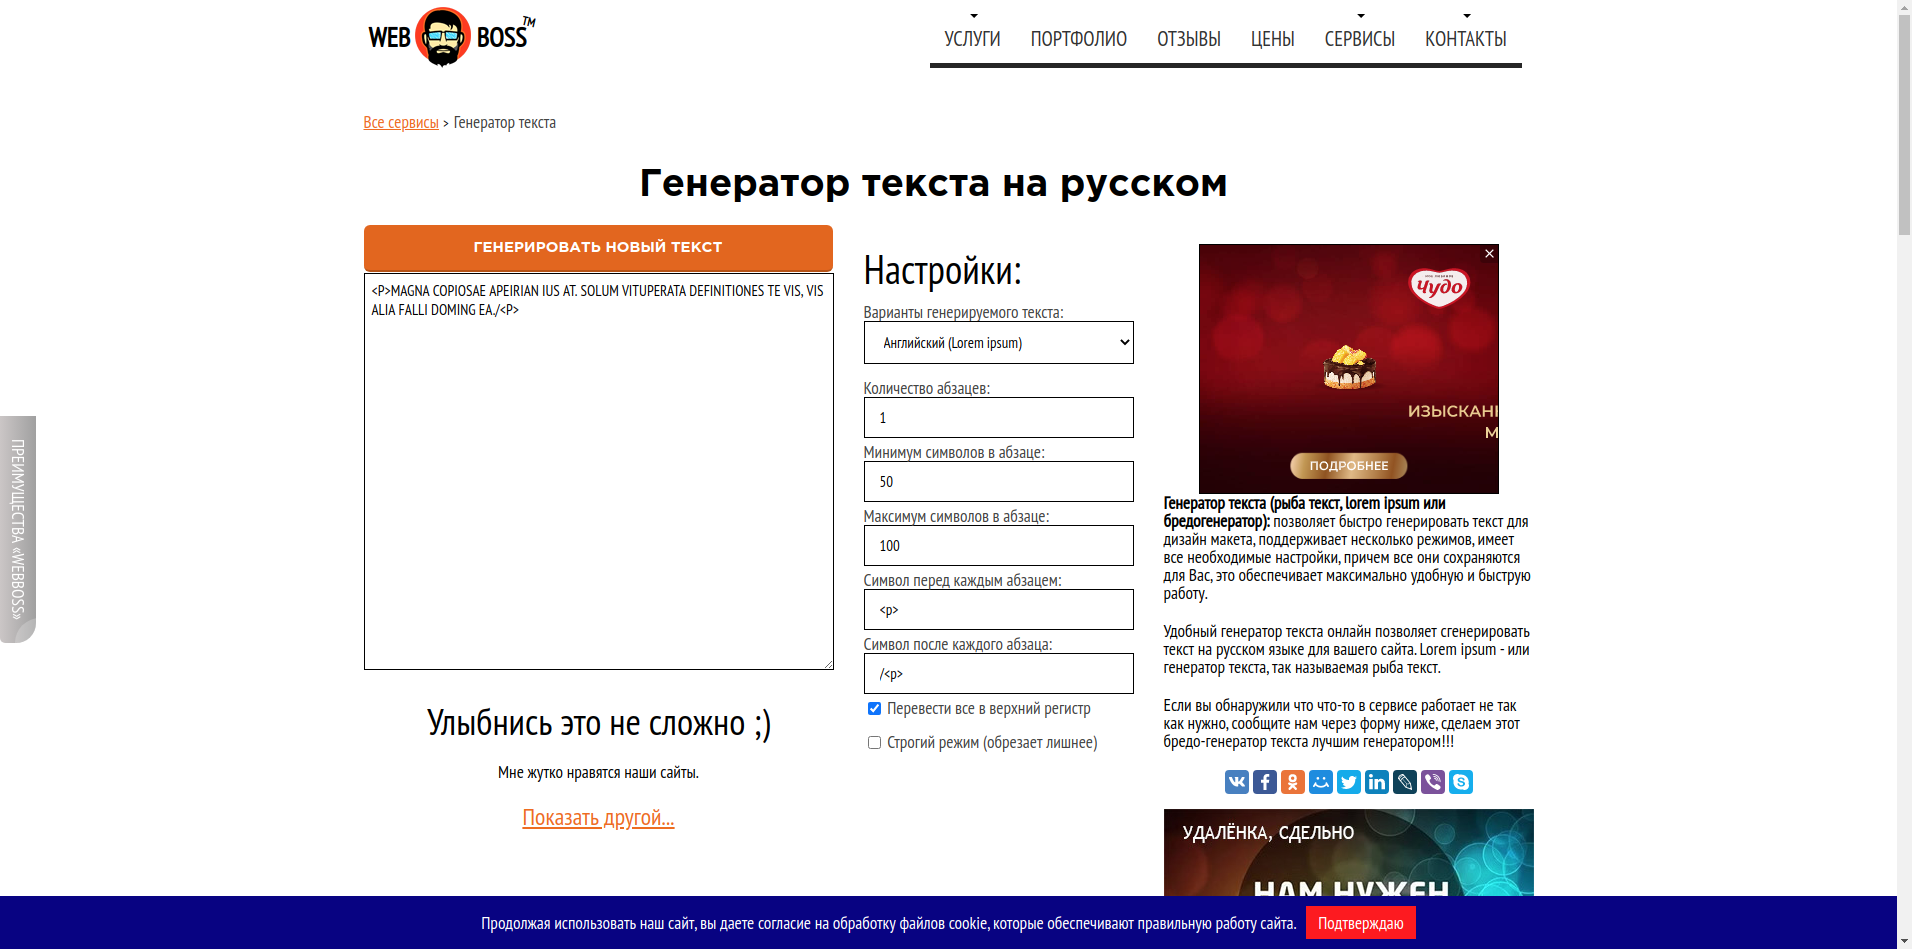 WEB BOSS™
УСЛУГИ ПОРТФОЛИО ОТЗЫВЫ ЦЕНЫ СЕРВИСЫ КОНТАКТЫ
Все сервисы > Генератор текста
Генератор текста на русском
ГЕНЕРИРОВАТЬ НОВЫЙ ТЕКСТ
<P>MAGNA COPIOSAE APEIRIAN IUS AT. SOLUM VITUPERATA DEFINITIONES TE VIS, VIS
ALIA FALLI DOMING EA./<P>
Улыбнись это не сложно ;)
Мне жутко нравятся наши сайты.
Показать другой...
Настройки:
Варианты генерируемого текста:
Английский (Lorem ipsum)
Количество абзацев:
1
Минимум символов в абзаце:
50
Максимум символов в абзаце:
100
Символ перед каждым абзацем:
<p>
Символ после каждого абзаца:
/<p>
Перевести все в верхний регистр
Строгий режим (обрезает лишнее)
Чудо
ИЗЫСКАН
М
ПОДРОБНЕЕ
Генератор текста (рыба текст, lorem ipsum или
бредогенератор): позволяет быстро генерировать текст для
дизайн макета, поддерживает несколько режимов, имеет
все необходимые настройки, причем все они сохраняются
для Вас, это обеспечивает максимально удобную и быструю
работу.
Удобный генератор текста онлайн позволяет сгенерировать
текст на русском языке для вашего сайта. Lorem ipsum - или
генератор текста, так называемая рыба текст.
Если вы обнаружили что что-то в сервисе работает не так
как нужно, сообщите нам через форму ниже, сделаем этот
бредо-генератор текста лучшим генератором!!!
УДАЛЁНКА, СДЕЛЬНО
НАМ НУЖЕН
ПРЕИМУЩЕСТВА «WEBBOSS»
Продолжая использовать наш сайт, вы даете согласие на обработку файлов cookie, которые обеспечивают правильную работу сайта. Подтверждаю